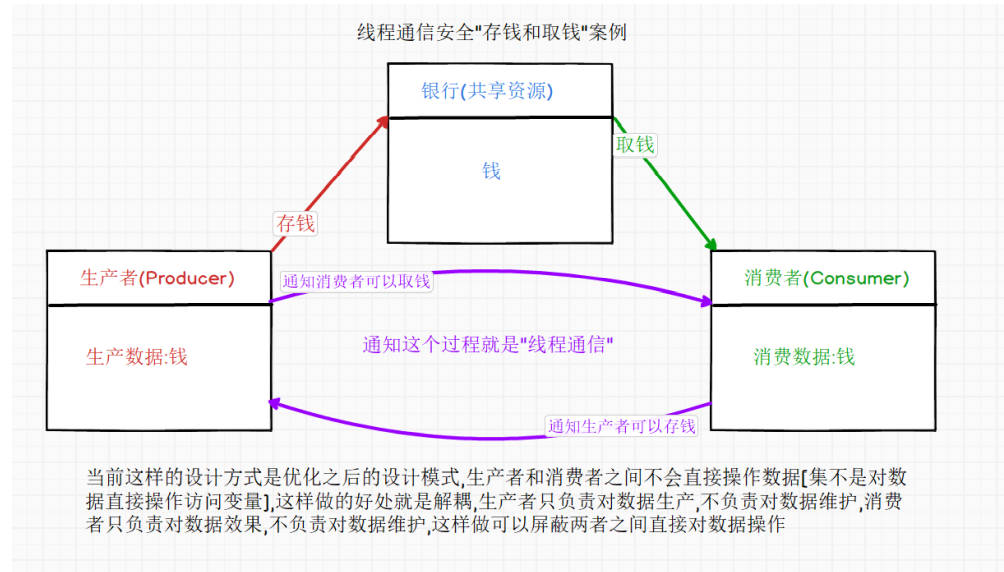 线程通信安全"存钱和取钱"案例
银行(共享资源)
取钱
钱
存钱
生产者(Producer)
通知消费者可以取钱
消费者(Consumer)
通知这个过程就是"线程通信"
生产数据:钱
消费数据:钱
通知生产者可以存钱
当前这样的设计方式是优化之后的设计模式,生产者和消费者之间不会直接操作数据[集不是对数
据直接操作访问变量],这样做的好处就是解耦,生产者只负责对数据生产,不负责对数据维护,消费
者只负责对数据效果,不负责对数据维护,这样做可以屏蔽两者之间直接对数据操作